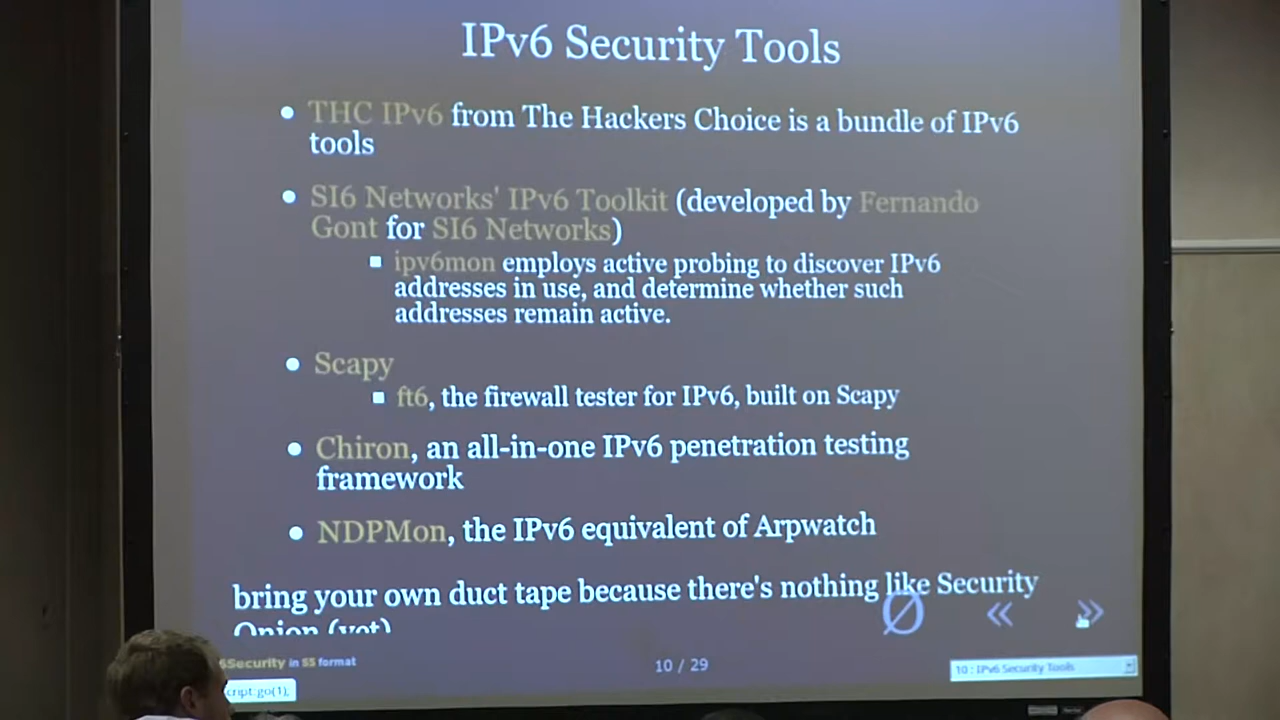 IPv6 Security Tools
THC IPv6 from The Hackers Choice is a bundle of IPv6
tools
SI6 Networks' IPv6 Toolkit (developed by Fernando
Gont for SI6 Networks)
ipv6mon employs active probing to discover IPv6
addresses in use, and determine whether such
addresses remain active.
Scapy
ft6, the firewall tester for IPv6, built on Scapy
Chiron, an all-in-one IPv6 penetration testing
framework
NDPMon, the IPv6 equivalent of Arpwatch
bring your own duct tape because there's nothing like Security
Onion (yet)
Ø « »
6Security in S5 format
10 / 29
10 : IPv6 Security Tools
cript:go(1);